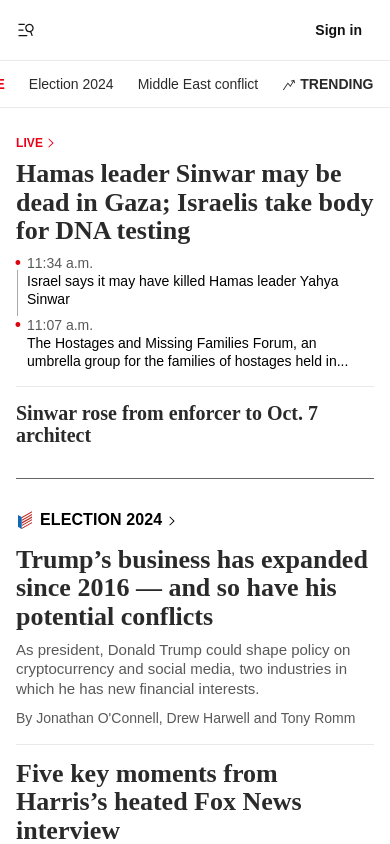 Sign in
E
Election 2024
Middle East conflict
TRENDING
LIVE
Hamas leader Sinwar may be
dead in Gaza; Israelis take body
for DNA testing
11:34 a.m.
Israel says it may have killed Hamas leader Yahya
Sinwar
11:07 a.m.
The Hostages and Missing Families Forum, an
umbrella group for the families of hostages held in...
Sinwar rose from enforcer to Oct. 7
architect
ELECTION 2024
Trump’s business has expanded
since 2016 — and so have his
potential conflicts
As president, Donald Trump could shape policy on
cryptocurrency and social media, two industries in
which he has new financial interests.
By Jonathan O'Connell, Drew Harwell and Tony Romm
Five key moments from
Harris’s heated Fox News
interview